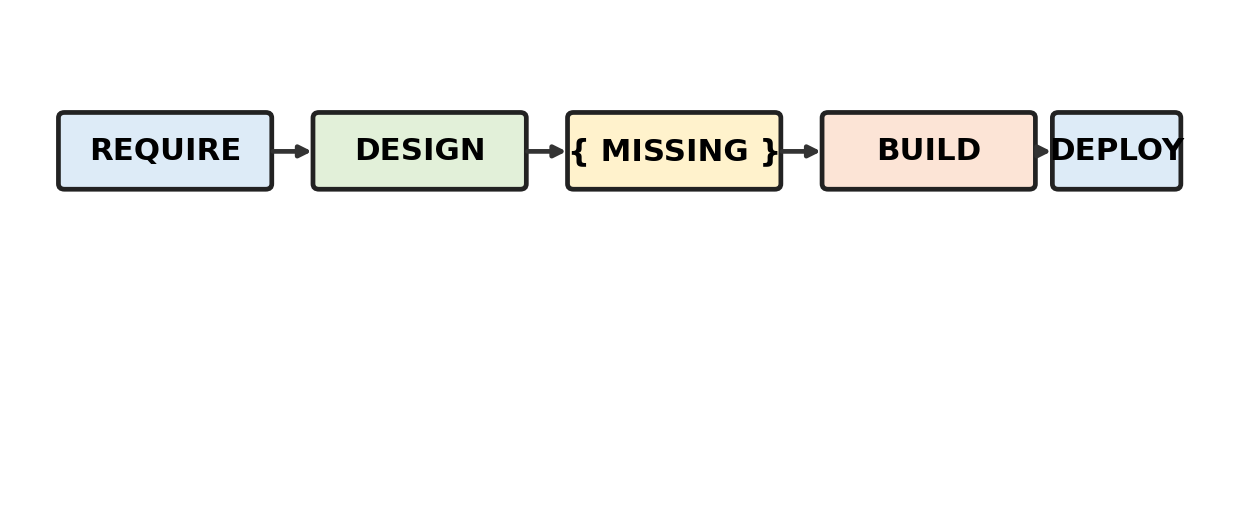 REQUIRE DESIGN { MISSING } BUILD DEPLOY